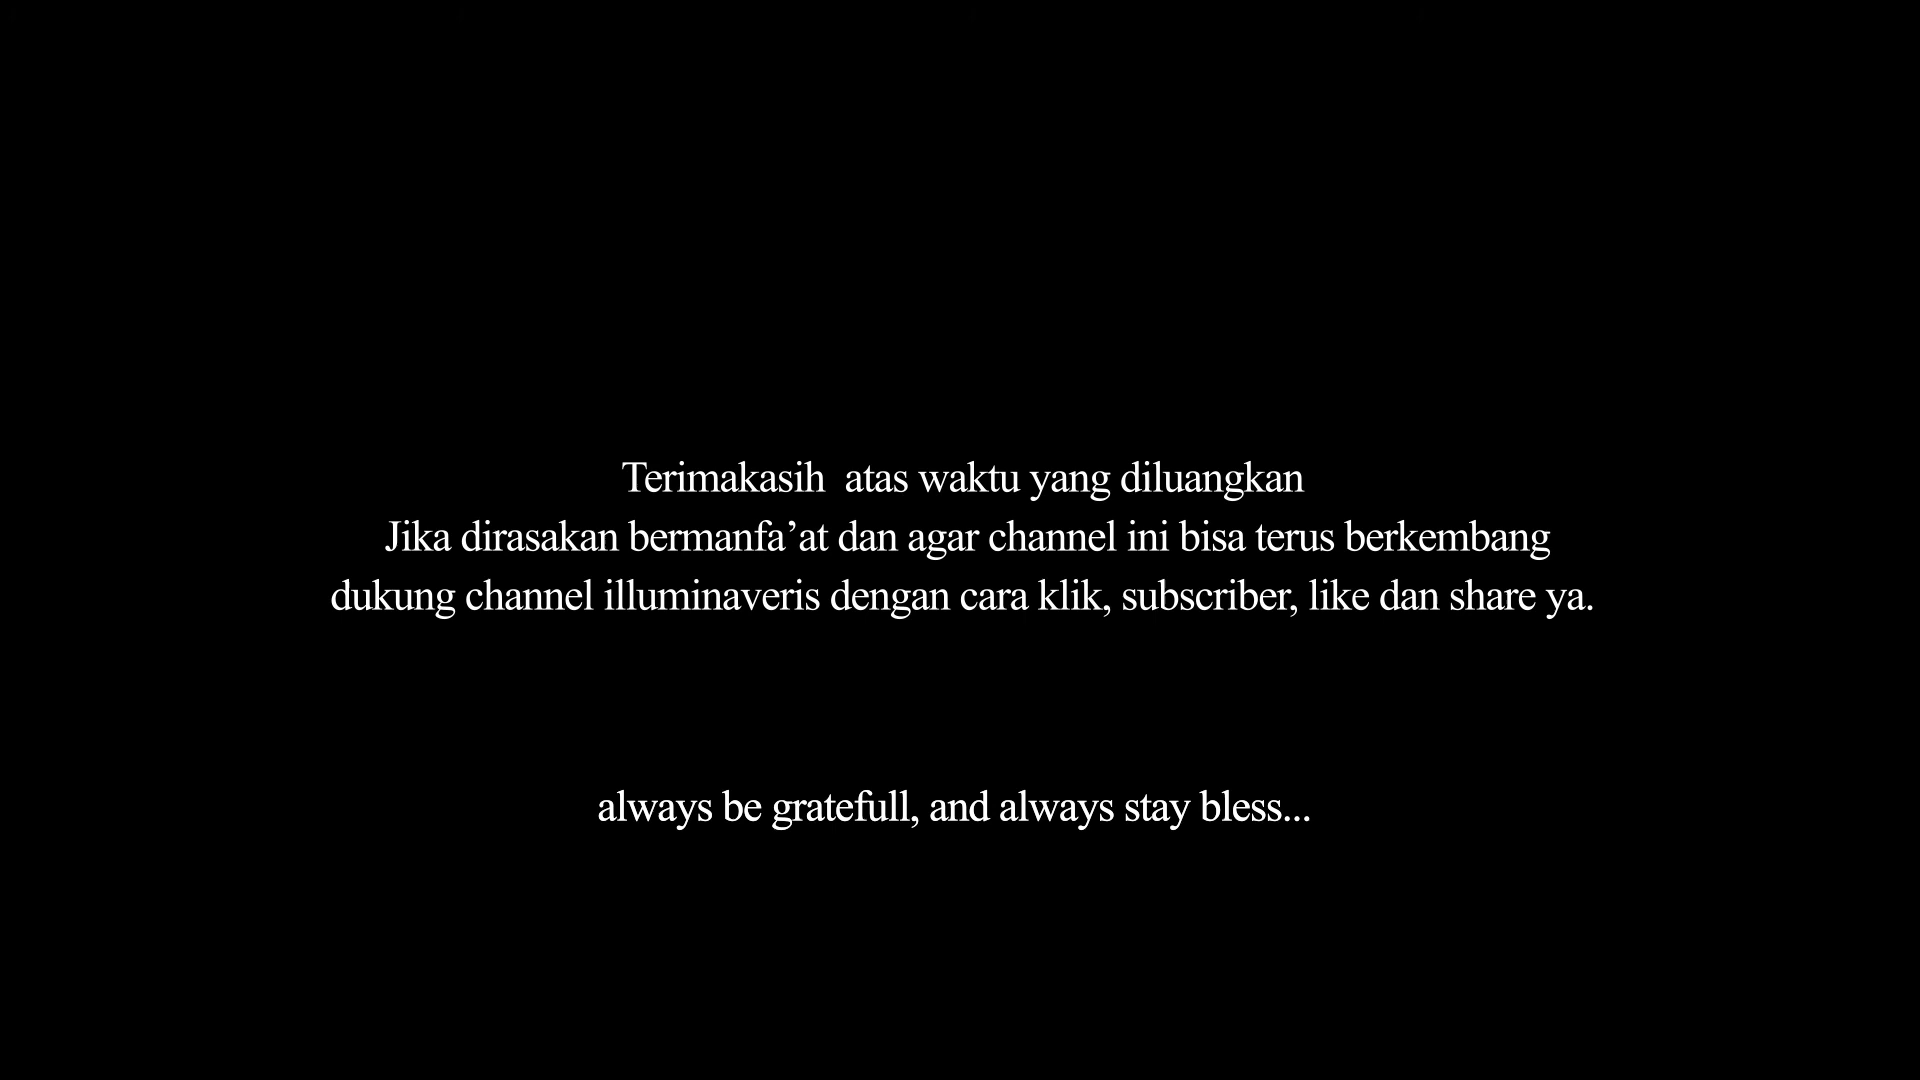 Terimakasih  atas waktu yang diluangkan
Jika dirasakan bermanfa’at dan agar channel ini bisa terus berkembang
dukung channel illuminaveris dengan cara klik, subscriber, like dan share ya.
always be gratefull, and always stay bless...